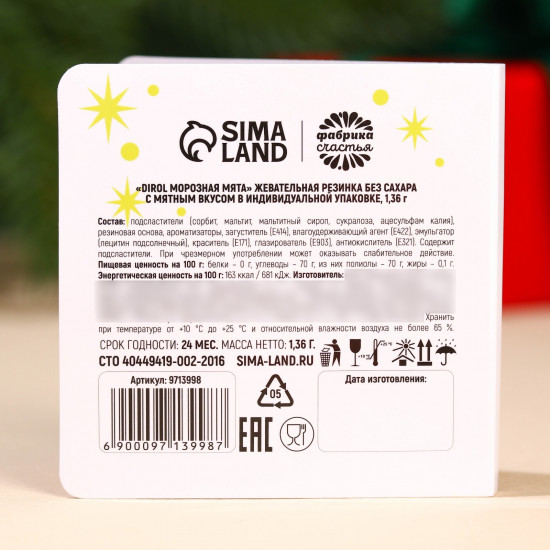 SIMA LAND
фабрика счастья
«DIROL МОРОЗНАЯ МЯТА» ЖЕВАТЕЛЬНАЯ РЕЗИНКА БЕЗ САХАРА
С МЯТНЫМ ВКУСОМ В ИНДИВИДУАЛЬНОЙ УПАКОВКЕ, 1,36 г
Состав: подсластители (сорбит, мальтит, мальтитный сироп, сукралоза, ацесульфам калия),
резиновая основа, ароматизаторы, загуститель (E414), влагоудерживающий агент (E422), эмульгатор
(лецитин подсолнечный), краситель (E171), глазирователь (E903), антиокислитель (E321). Содержит
подсластители. При чрезмерном употреблении может оказывать слабительное действие.
Пищевая ценность на 100 г: белки – 0 г, углеводы – 70 г, из них полиолы – 70 г, жиры – 0,1 г.
Энергетическая ценность на 100 г: 163 ккал / 681 кДж. Изготовитель:
Хранить
при температуре от +10 °C до +25 °C и относительной влажности воздуха не более 65 %.
СРОК ГОДНОСТИ: 24 МЕС. МАССА НЕТТО: 1,36 Г.
СТО 40449419-002-2016 SIMA-LAND.RU
Артикул: 9713998
6 900097 139987
05
EAC
Дата изготовления: